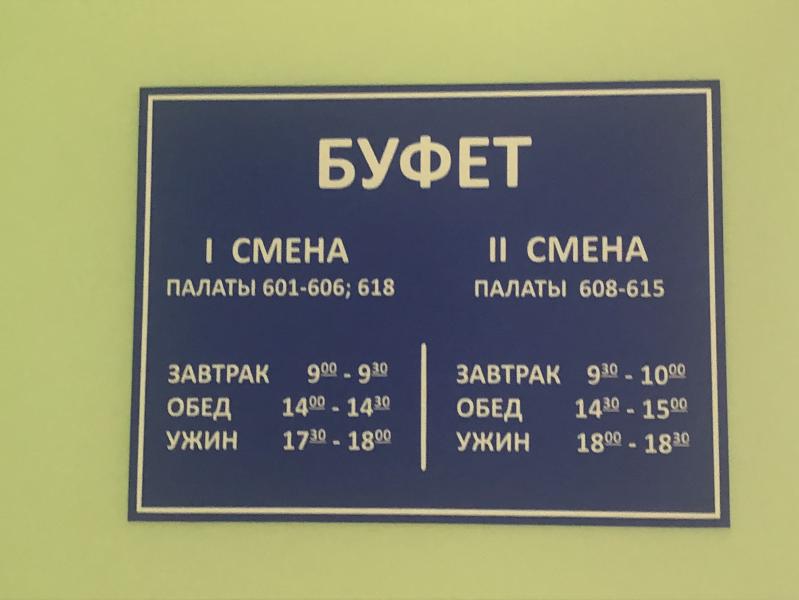 БУФЕТ
I СМЕНА
ПАЛАТЫ 601-606; 618
ЗАВТРАК 9⁰⁰ - 9³⁰
ОБЕД 14⁰⁰ - 14³⁰
УЖИН 17³⁰ - 18⁰⁰
II СМЕНА
ПАЛАТЫ 608-615
ЗАВТРАК 9³⁰ - 10⁰⁰
ОБЕД 14³⁰ - 15⁰⁰
УЖИН 18⁰⁰ - 18³⁰